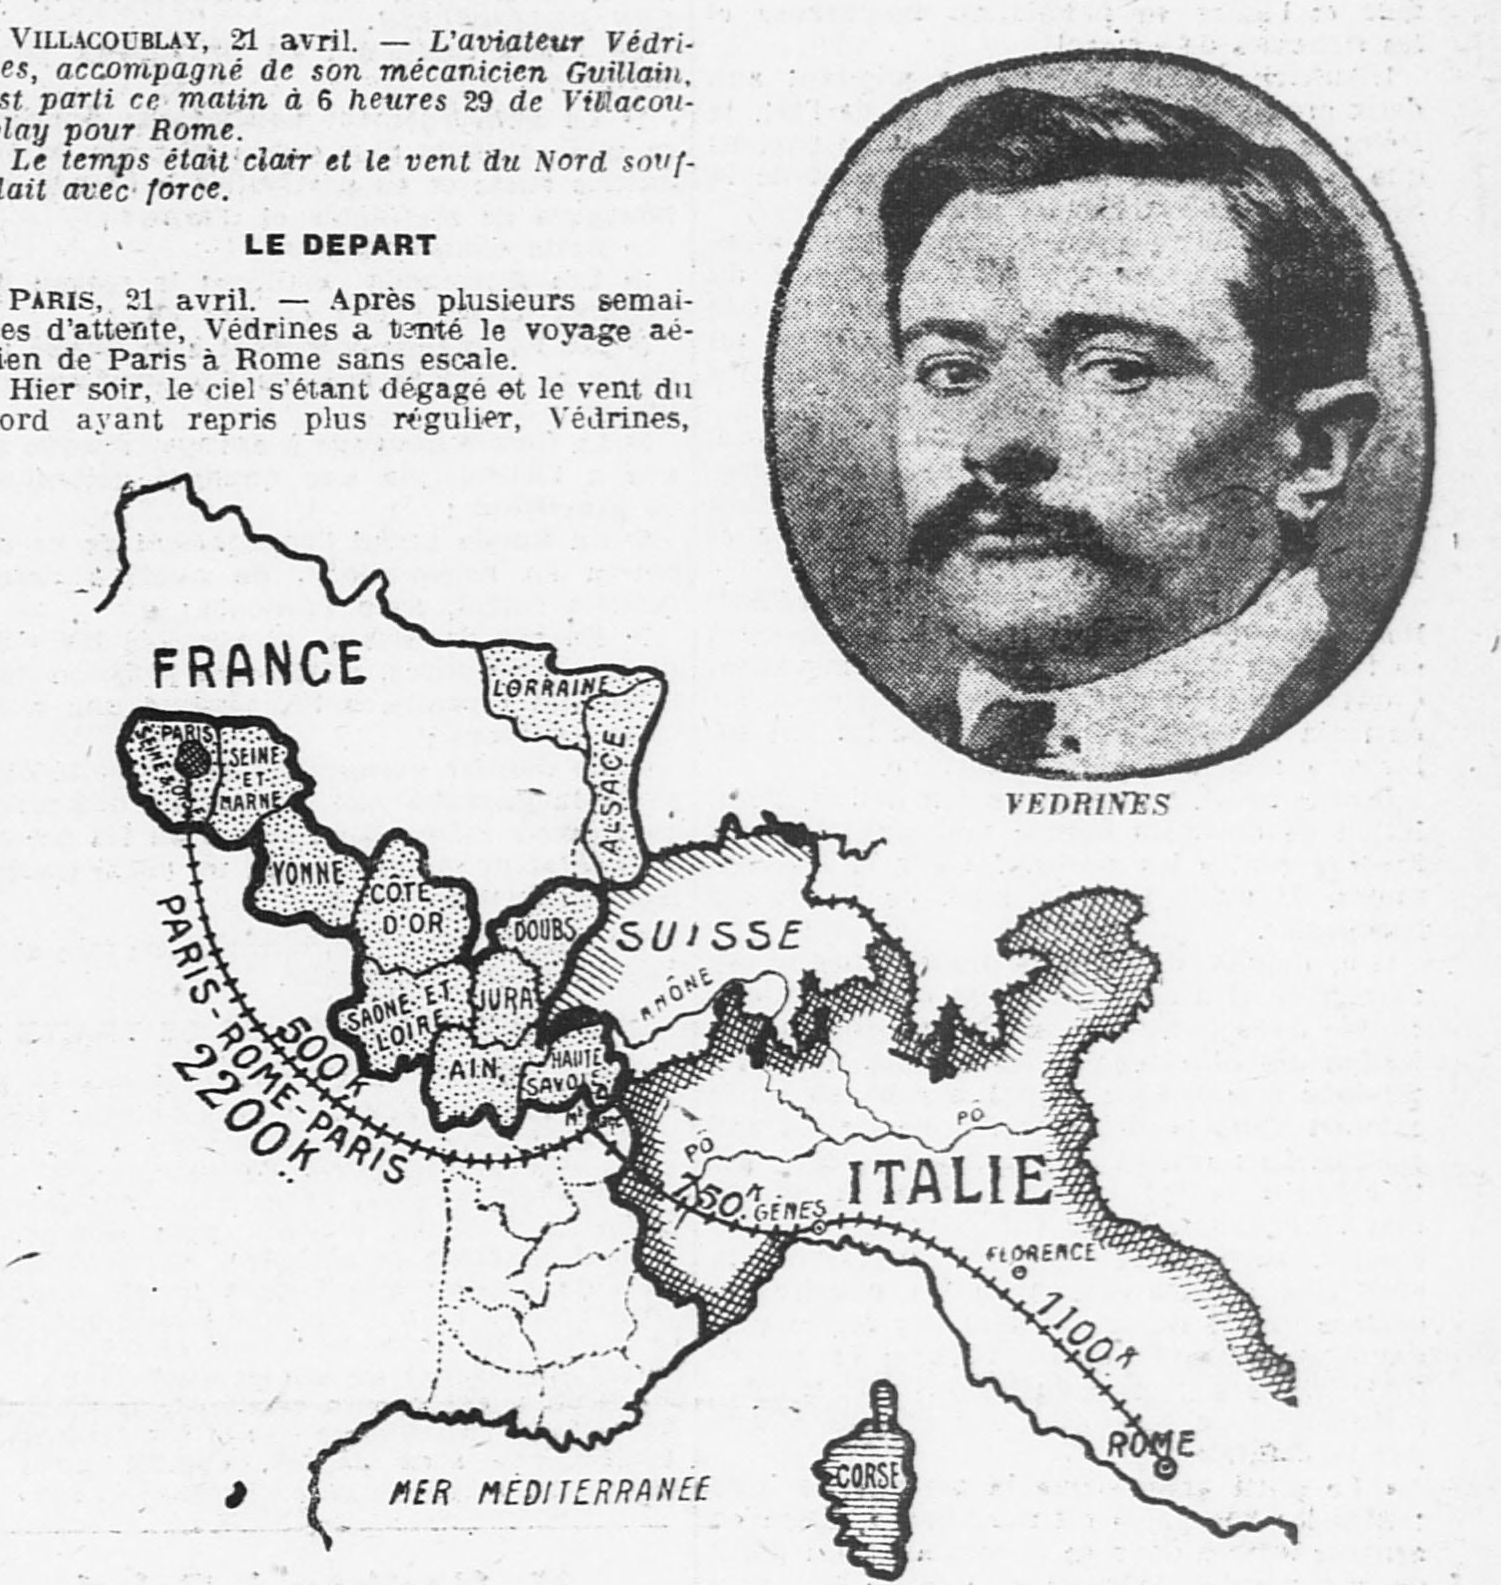 VILLACOUBLAY, 21 avril. — L'aviateur Védri-
es, accompagné de son mécanicien Guillain,
st parti ce matin à 6 heures 29 de Villacou-
lay pour Rome.
Le temps était clair et le vent du Nord souf-
lait avec force.
LE DEPART
PARIS, 21 avril. — Après plusieurs semai-
es d'attente, Védrines a tenté le voyage aé-
ien de Paris à Rome sans escale.
Hier soir, le ciel s'étant dégagé et le vent du
ord ayant repris plus régulier, Védrines,
VEDRINES
FRANCE
LORRAINE
ALSACE
PARIS
SEINE & OISE
SEINE
ET
MARNE
YONNE
CÔTE
D'OR
DOUBS
SUISSE
RHÔNE
SAONE ET
LOIRE
JURA
AIN
HAUTE
SAVOIE
PARIS-ROME-PARIS
2200K
500K
PÔ
PÔ
750K
GÊNES
ITALIE
FLORENCE
1100K
ROME
CORSE
MER MÉDITERRANÉE